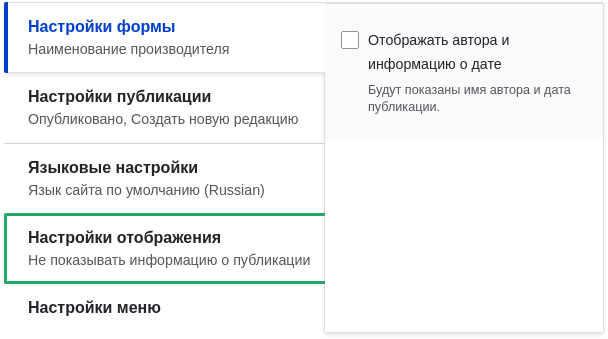 Настройки формы
Наименование производителя
Настройки публикации
Опубликовано, Создать новую редакцию
Языковые настройки
Язык сайта по умолчанию (Russian)
Настройки отображения
Не показывать информацию о публикации
Настройки меню
Отображать автора и
информацию о дате
Будут показаны имя автора и дата
публикации.